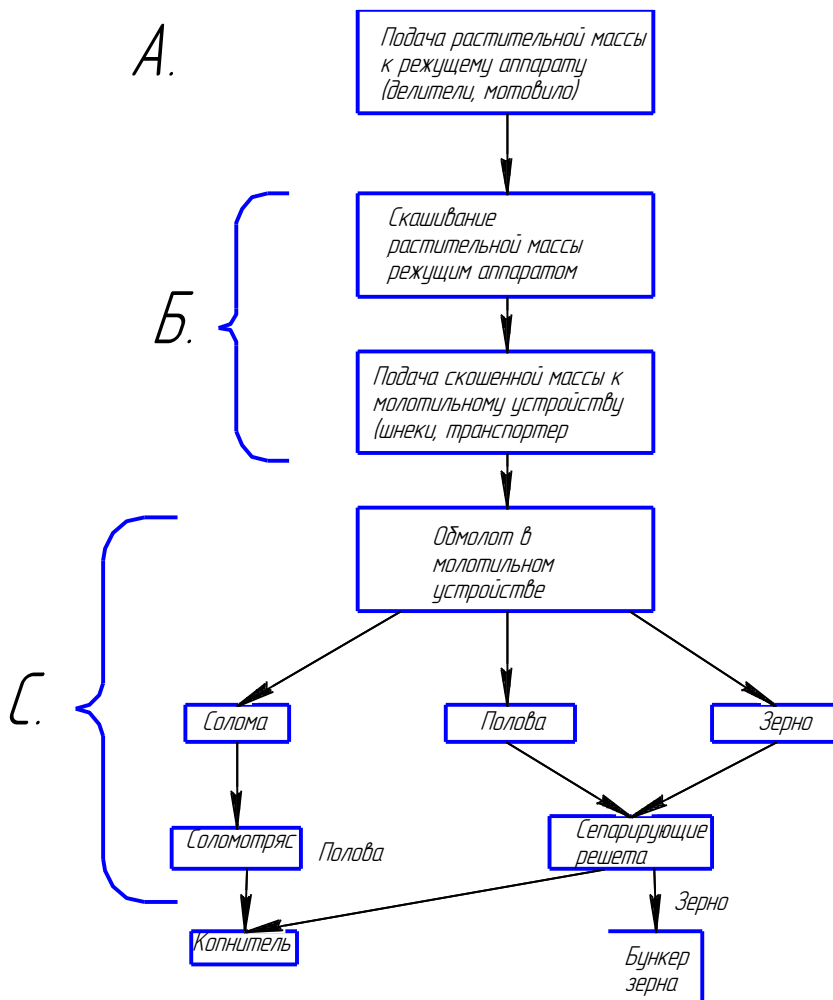 А.
Подача растительной массы
к режущему аппарату
(делители, мотовило)
Б.
Скашивание
растительной массы
режущим аппаратом
Подача скошенной массы к
молотильному устройству
(шнеки, транспортер
С.
Обмолот в
молотильном
устройстве
Солома
Полова
Зерно
Соломотряс
Полова
Сепарирующие
решета
Зерно
Копнитель
Бункер
зерна